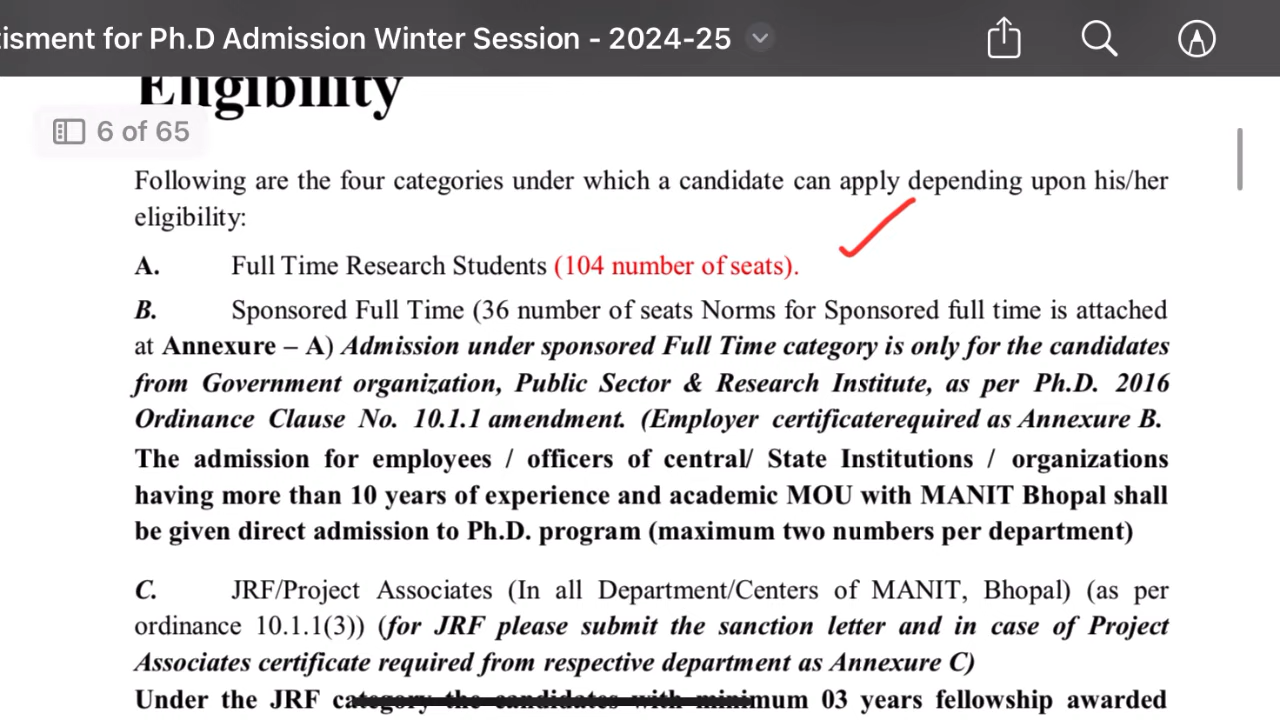 tisment for Ph.D Admission Winter Session - 2024-25
Eligibility
6 of 65
Following are the four categories under which a candidate can apply depending upon his/her
eligibility:
A. Full Time Research Students (104 number of seats).
B. Sponsored Full Time (36 number of seats Norms for Sponsored full time is attached
at Annexure – A) Admission under sponsored Full Time category is only for the candidates
from Government organization, Public Sector & Research Institute, as per Ph.D. 2016
Ordinance Clause No. 10.1.1 amendment. (Employer certificaterequired as Annexure B.
The admission for employees / officers of central/ State Institutions / organizations
having more than 10 years of experience and academic MOU with MANIT Bhopal shall
be given direct admission to Ph.D. program (maximum two numbers per department)
C. JRF/Project Associates (In all Department/Centers of MANIT, Bhopal) (as per
ordinance 10.1.1(3)) (for JRF please submit the sanction letter and in case of Project
Associates certificate required from respective department as Annexure C)
Under the JRF category the candidates with minimum 03 years fellowship awarded